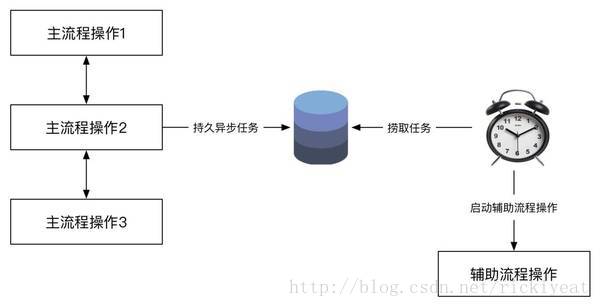 主流程操作1
主流程操作2
持久异步任务
捞取任务
主流程操作3
启动辅助流程操作
辅助流程操作
http://blog.csdn.net/rickiyeat